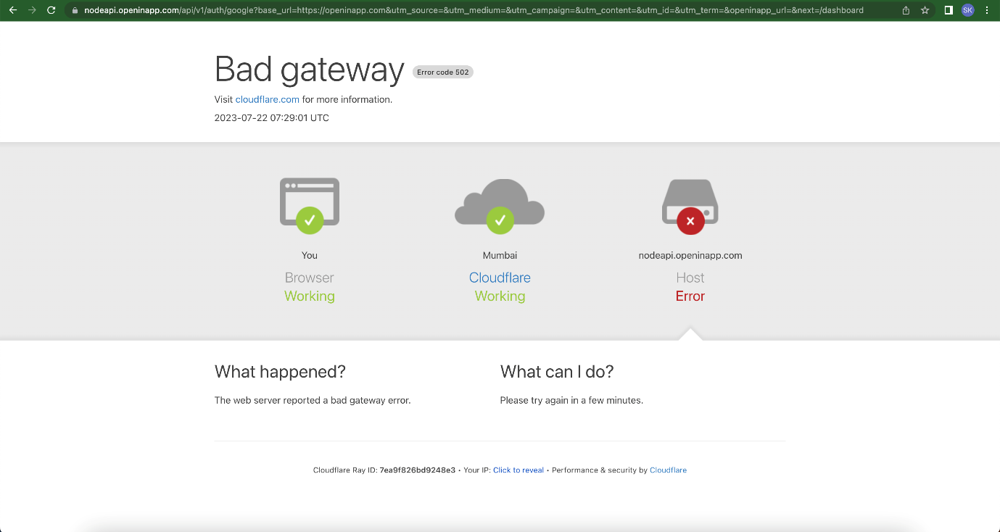 nodeapi.openinapp.com/api/v1/auth/google?base_url=https://openinapp.com&utm_source=&utm_medium=&utm_campaign=&utm_content=&utm_id=&utm_term=&openinapp_url=&next=/dashboard SK
Bad gateway Error code 502
Visit cloudflare.com for more information.
2023-07-22 07:29:01 UTC
You Mumbai nodeapi.openinapp.com
Browser Cloudflare Host
Working Working Error
What happened? What can I do?
The web server reported a bad gateway error. Please try again in a few minutes.
Cloudflare Ray ID: 7ea9f826bd9248e3 • Your IP: Click to reveal • Performance & security by Cloudflare